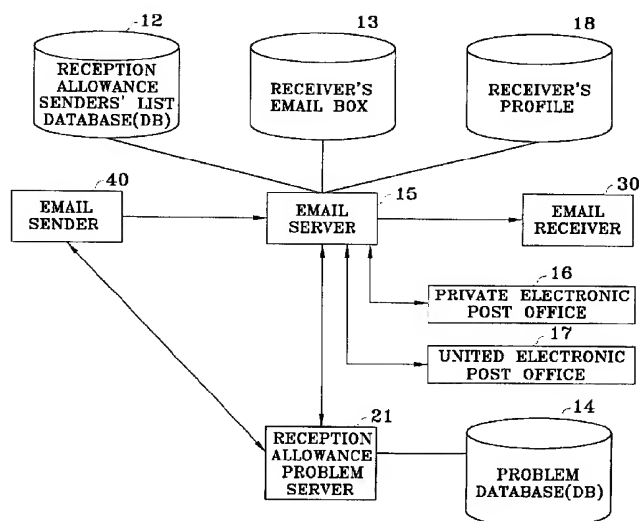 12
RECEPTION
ALLOWANCE
SENDERS' LIST
DATABASE(DB)
13
RECEIVER'S
EMAIL BOX
18
RECEIVER'S
PROFILE
40
EMAIL
SENDER
15
EMAIL
SERVER
30
EMAIL
RECEIVER
16
PRIVATE ELECTRONIC
POST OFFICE
17
UNITED ELECTRONIC
POST OFFICE
21
RECEPTION
ALLOWANCE
PROBLEM
SERVER
14
PROBLEM
DATABASE(DB)